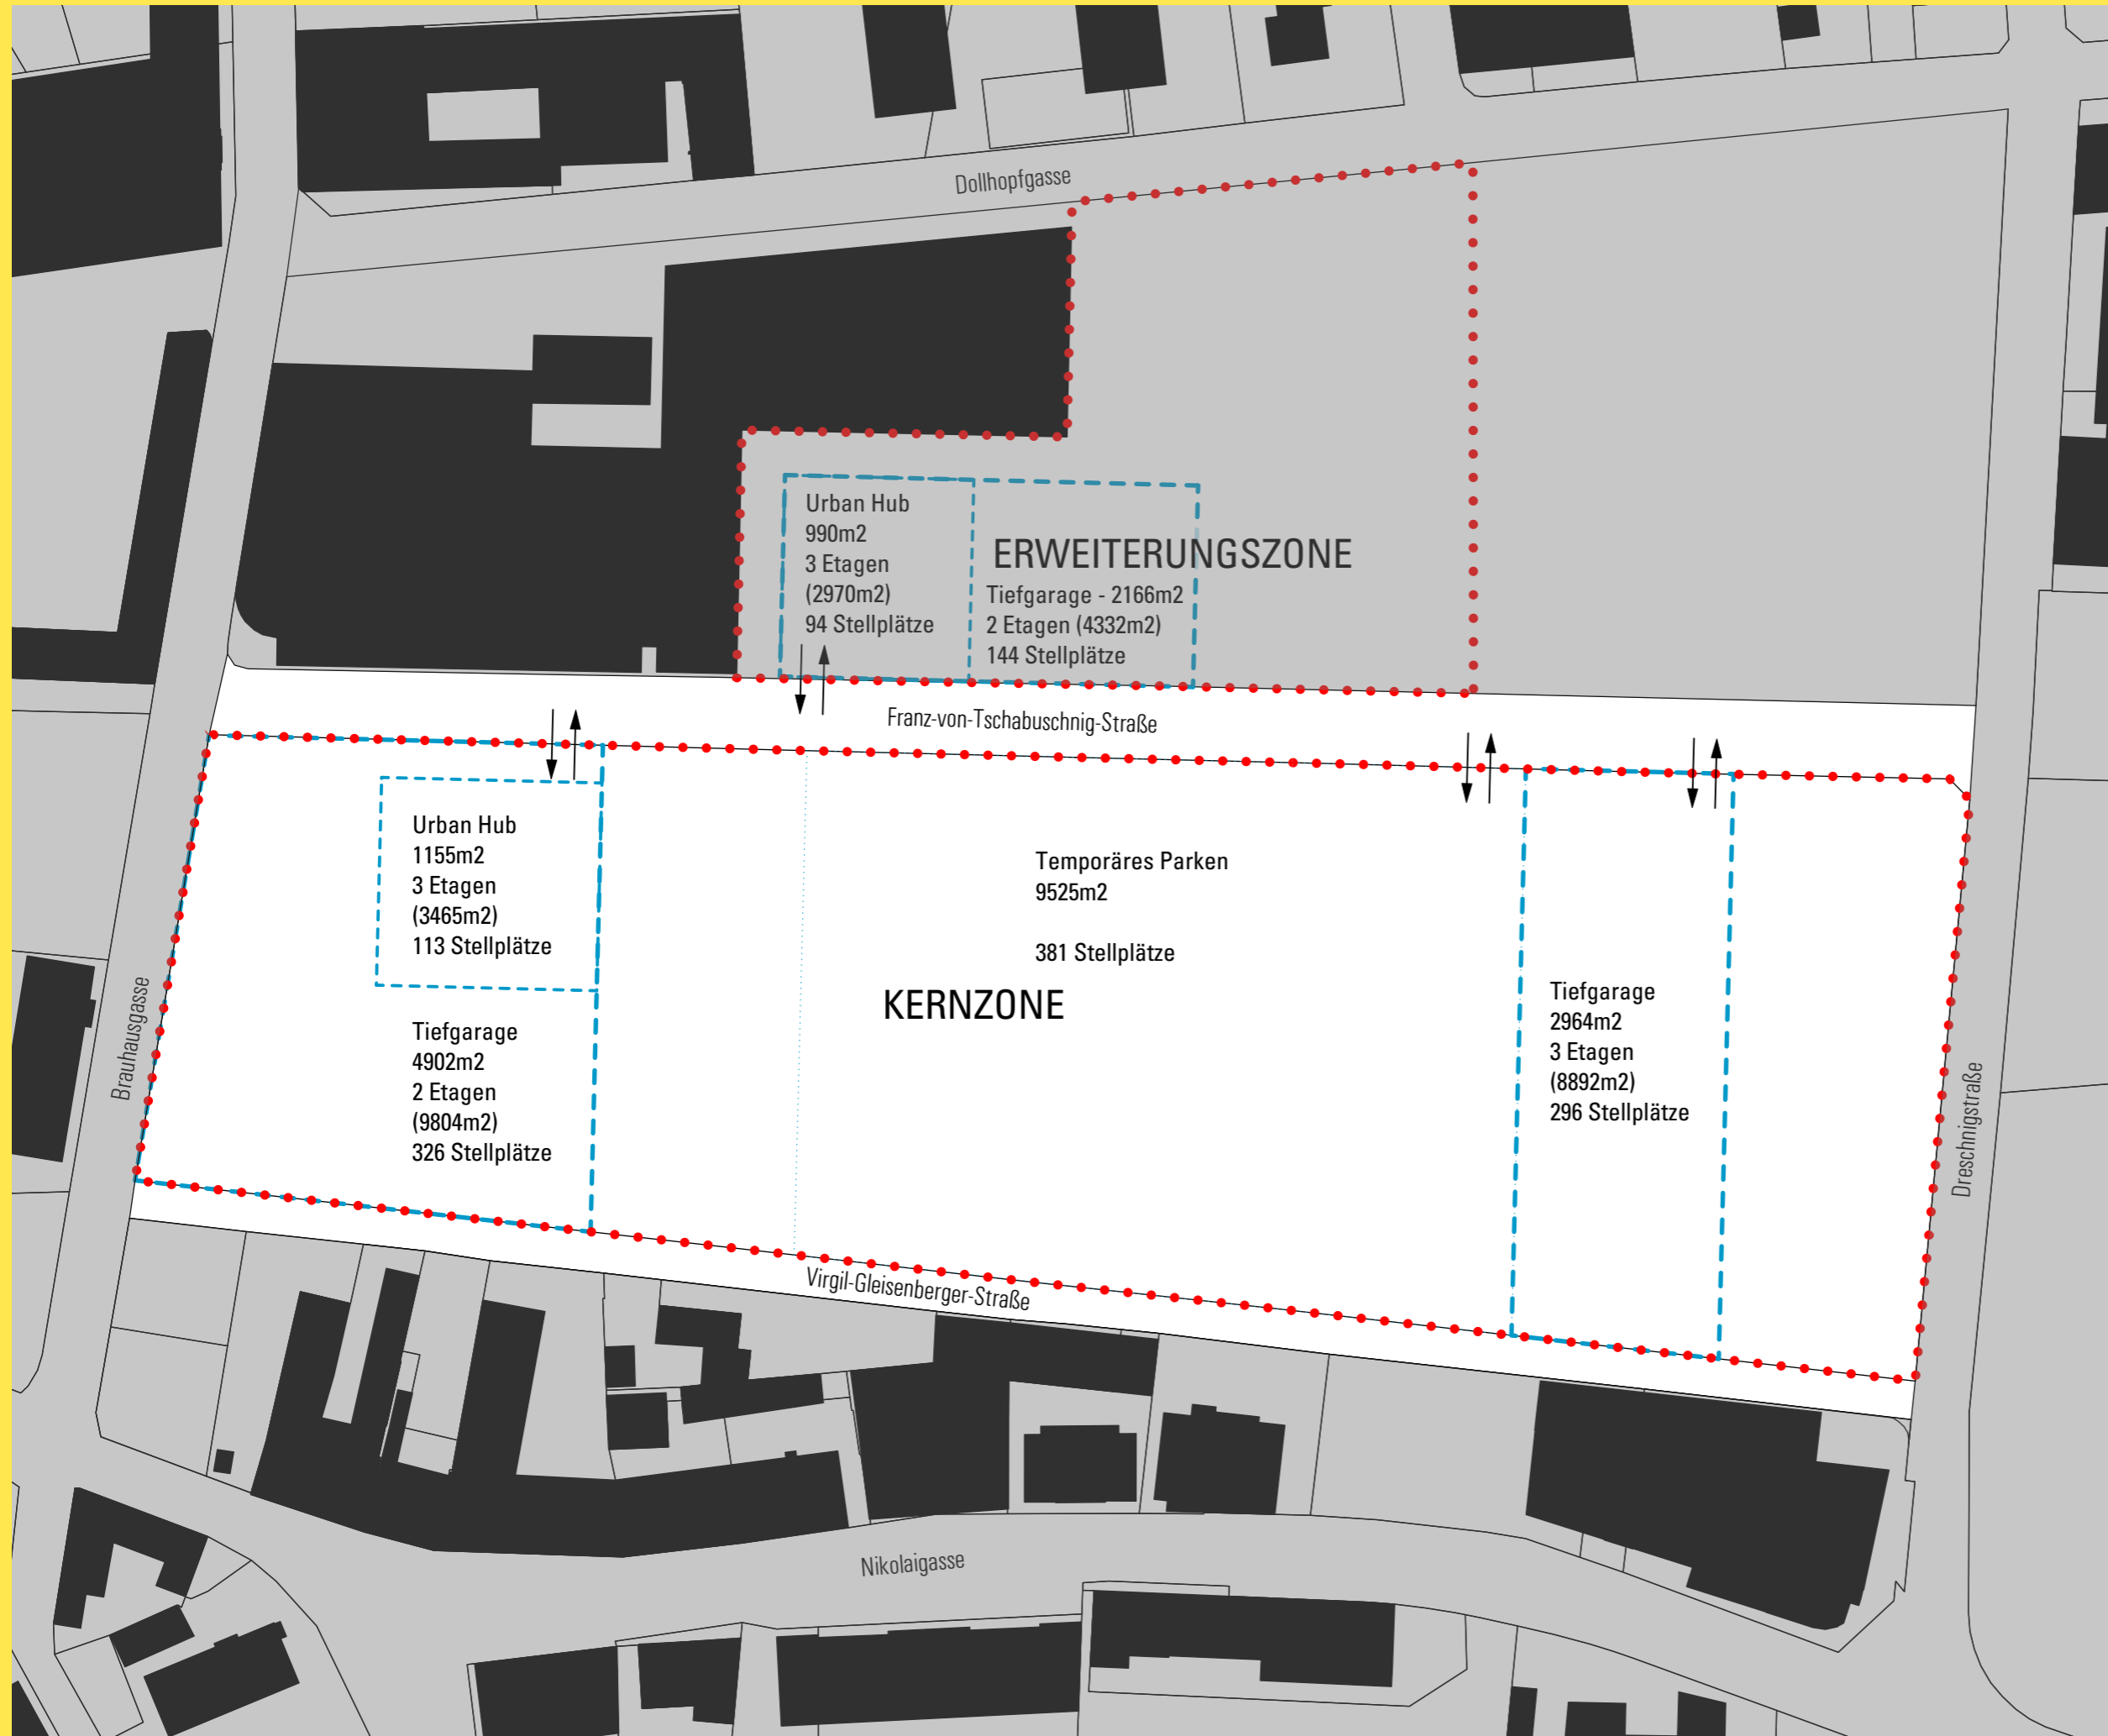 Dollhopfgasse
Urban Hub
990m2
3 Etagen
(2970m2)
94 Stellplätze
ERWEITERUNGSZONE
Tiefgarage - 2166m2
2 Etagen (4332m2)
144 Stellplätze
Franz-von-Tschabuschnig-Straße
Urban Hub
1155m2
3 Etagen
(3465m2)
113 Stellplätze
Temporäres Parken
9525m2
381 Stellplätze
KERNZONE
Tiefgarage
4902m2
2 Etagen
(9804m2)
326 Stellplätze
Tiefgarage
2964m2
3 Etagen
(8892m2)
296 Stellplätze
Brauhausgasse
Dreschnigstraße
Virgil-Gleisenberger-Straße
Nikolaigasse